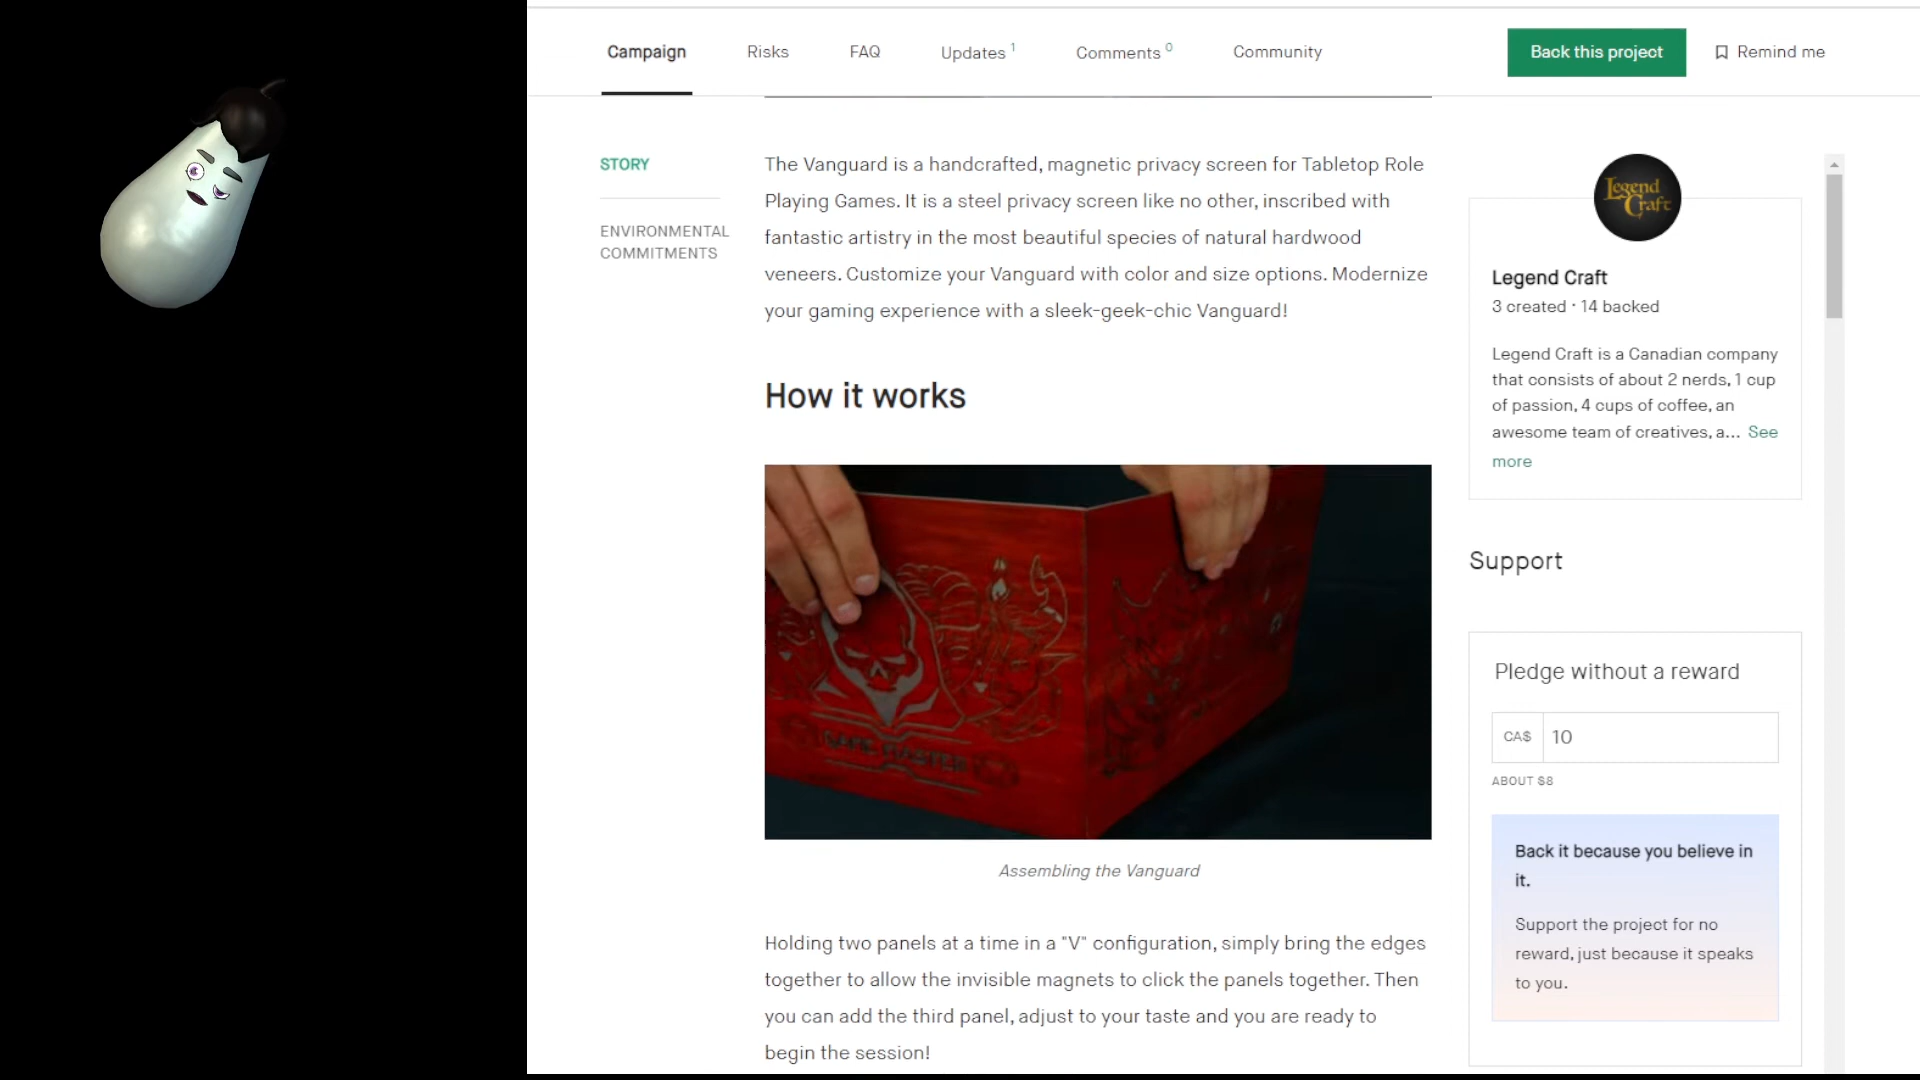 Campaign
Risks
FAQ
Updates 1
Comments 0
Community
Back this project
Remind me
STORY
ENVIRONMENTAL
COMMITMENTS
The Vanguard is a handcrafted, magnetic privacy screen for Tabletop Role
Playing Games. It is a steel privacy screen like no other, inscribed with
fantastic artistry in the most beautiful species of natural hardwood
veneers. Customize your Vanguard with color and size options. Modernize
your gaming experience with a sleek-geek-chic Vanguard!
How it works
GAME MASTER
Assembling the Vanguard
Holding two panels at a time in a "V" configuration, simply bring the edges
together to allow the invisible magnets to click the panels together. Then
you can add the third panel, adjust to your taste and you are ready to
begin the session!
Legend
Craft
Legend Craft
3 created · 14 backed
Legend Craft is a Canadian company
that consists of about 2 nerds, 1 cup
of passion, 4 cups of coffee, an
awesome team of creatives, a... See
more
Support
Pledge without a reward
CA$ 10
ABOUT $8
Back it because you believe in
it.
Support the project for no
reward, just because it speaks
to you.